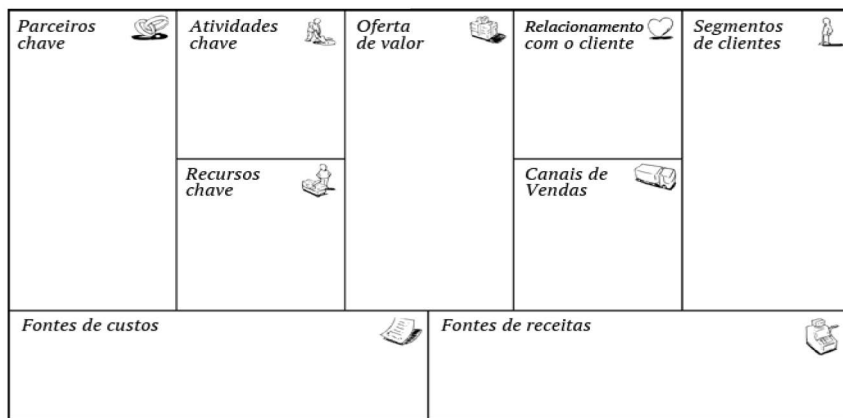 Parceiros
chave
Atividades
chave
Oferta
de valor
Relacionamento
com o cliente
Segmentos
de clientes
Recursos
chave
Canais de
Vendas
Fontes de custos
Fontes de receitas